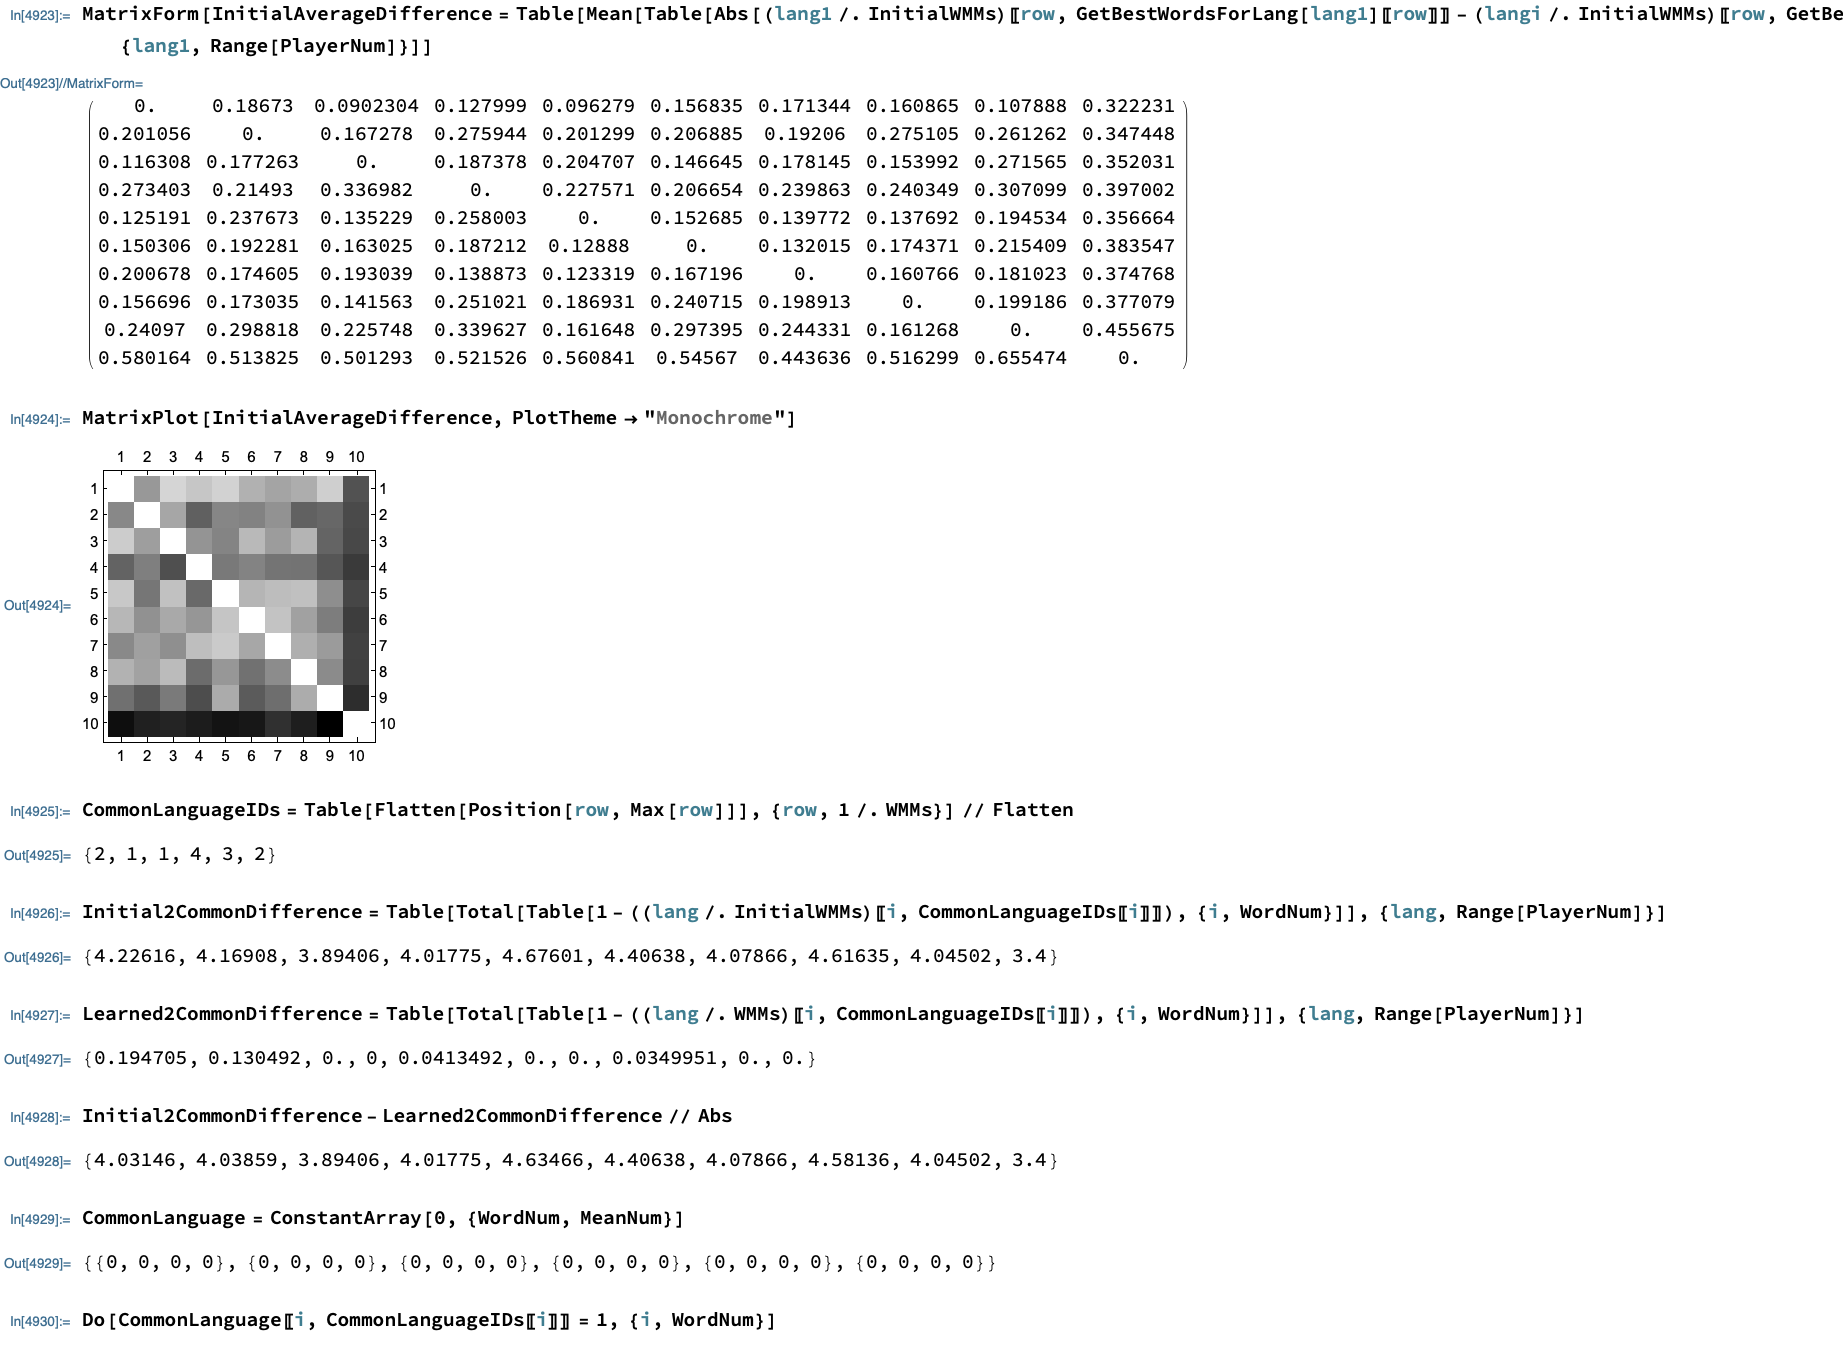 In[4923]:= MatrixForm[InitialAverageDifference = Table[Mean[Table[Abs[(lang1 /. InitialWMMs)〚row, GetBestWordsForLang[lang1]〚row〛〛 - (langi /. InitialWMMs)〚row, GetBe
{lang1, Range[PlayerNum]}]]
Out[4923]//MatrixForm=
0. 0.18673 0.0902304 0.127999 0.096279 0.156835 0.171344 0.160865 0.107888 0.322231
0.201056 0. 0.167278 0.275944 0.201299 0.206885 0.19206 0.275105 0.261262 0.347448
0.116308 0.177263 0. 0.187378 0.204707 0.146645 0.178145 0.153992 0.271565 0.352031
0.273403 0.21493 0.336982 0. 0.227571 0.206654 0.239863 0.240349 0.307099 0.397002
0.125191 0.237673 0.135229 0.258003 0. 0.152685 0.139772 0.137692 0.194534 0.356664
0.150306 0.192281 0.163025 0.187212 0.12888 0. 0.132015 0.174371 0.215409 0.383547
0.200678 0.174605 0.193039 0.138873 0.123319 0.167196 0. 0.160766 0.181023 0.374768
0.156696 0.173035 0.141563 0.251021 0.186931 0.240715 0.198913 0. 0.199186 0.377079
0.24097 0.298818 0.225748 0.339627 0.161648 0.297395 0.244331 0.161268 0. 0.455675
0.580164 0.513825 0.501293 0.521526 0.560841 0.54567 0.443636 0.516299 0.655474 0.
In[4924]:= MatrixPlot[InitialAverageDifference, PlotTheme → "Monochrome"]
1 2 3 4 5 6 7 8 9 10
1 1
2 2
3 3
4 4
Out[4924]= 5 5
6 6
7 7
8 8
9 9
10 10
1 2 3 4 5 6 7 8 9 10
In[4925]:= CommonLanguageIDs = Table[Flatten[Position[row, Max[row]]], {row, 1 /. WMMs}] // Flatten
Out[4925]= {2, 1, 1, 4, 3, 2}
In[4926]:= Initial2CommonDifference = Table[Total[Table[1 - ((lang /. InitialWMMs)〚i, CommonLanguageIDs〚i〛〛), {i, WordNum}]], {lang, Range[PlayerNum]}]
Out[4926]= {4.22616, 4.16908, 3.89406, 4.01775, 4.67601, 4.40638, 4.07866, 4.61635, 4.04502, 3.4}
In[4927]:= Learned2CommonDifference = Table[Total[Table[1 - ((lang /. WMMs)〚i, CommonLanguageIDs〚i〛〛), {i, WordNum}]], {lang, Range[PlayerNum]}]
Out[4927]= {0.194705, 0.130492, 0., 0, 0.0413492, 0., 0., 0.0349951, 0., 0.}
In[4928]:= Initial2CommonDifference - Learned2CommonDifference // Abs
Out[4928]= {4.03146, 4.03859, 3.89406, 4.01775, 4.63466, 4.40638, 4.07866, 4.58136, 4.04502, 3.4}
In[4929]:= CommonLanguage = ConstantArray[0, {WordNum, MeanNum}]
Out[4929]= {{0, 0, 0, 0}, {0, 0, 0, 0}, {0, 0, 0, 0}, {0, 0, 0, 0}, {0, 0, 0, 0}, {0, 0, 0, 0}}
In[4930]:= Do[CommonLanguage〚i, CommonLanguageIDs〚i〛〛 = 1, {i, WordNum}]